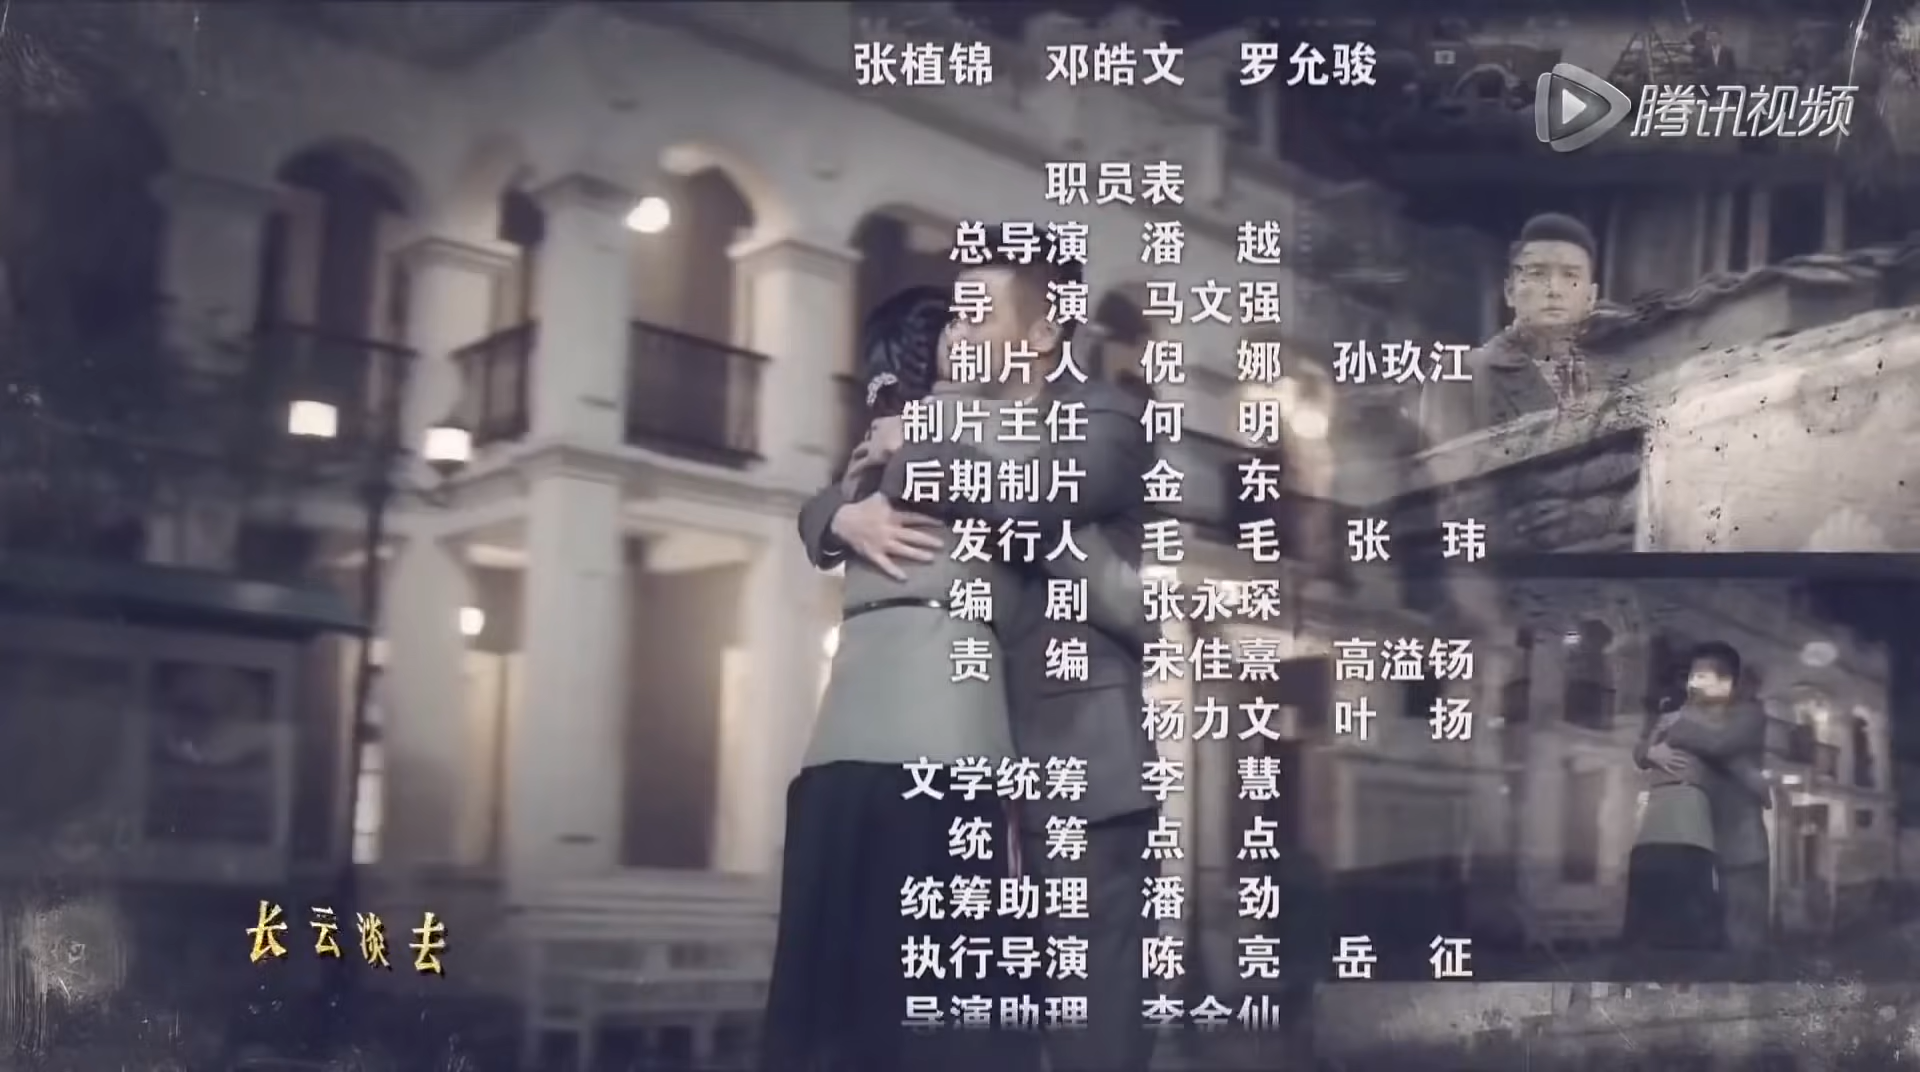 张植锦 邓皓文 罗允骏
腾讯视频
职员表
总导演 潘越
导演 马文强
制片人 倪娜 孙玖江
制片主任 何明
后期制片 金东
发行人 毛毛 张玮
编剧 张永琛
责编 宋佳熹 高溢钖
杨力文 叶扬
文学统筹 李慧
统筹 点点
统筹助理 潘劲
执行导演 陈亮 岳征
长云淡去
导演助理